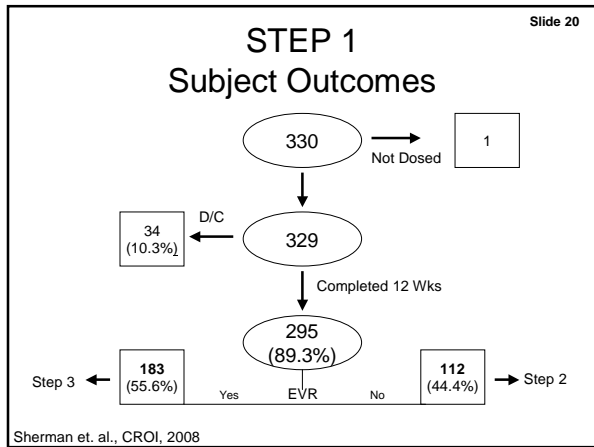 Slide 20
STEP 1
Subject Outcomes
330
Not Dosed
1
34
(10.3%)
D/C
329
Completed 12 Wks
295
(89.3%)
Step 3
183
(55.6%)
Yes
EVR
No
112
(44.4%)
Step 2
Sherman et. al., CROI, 2008